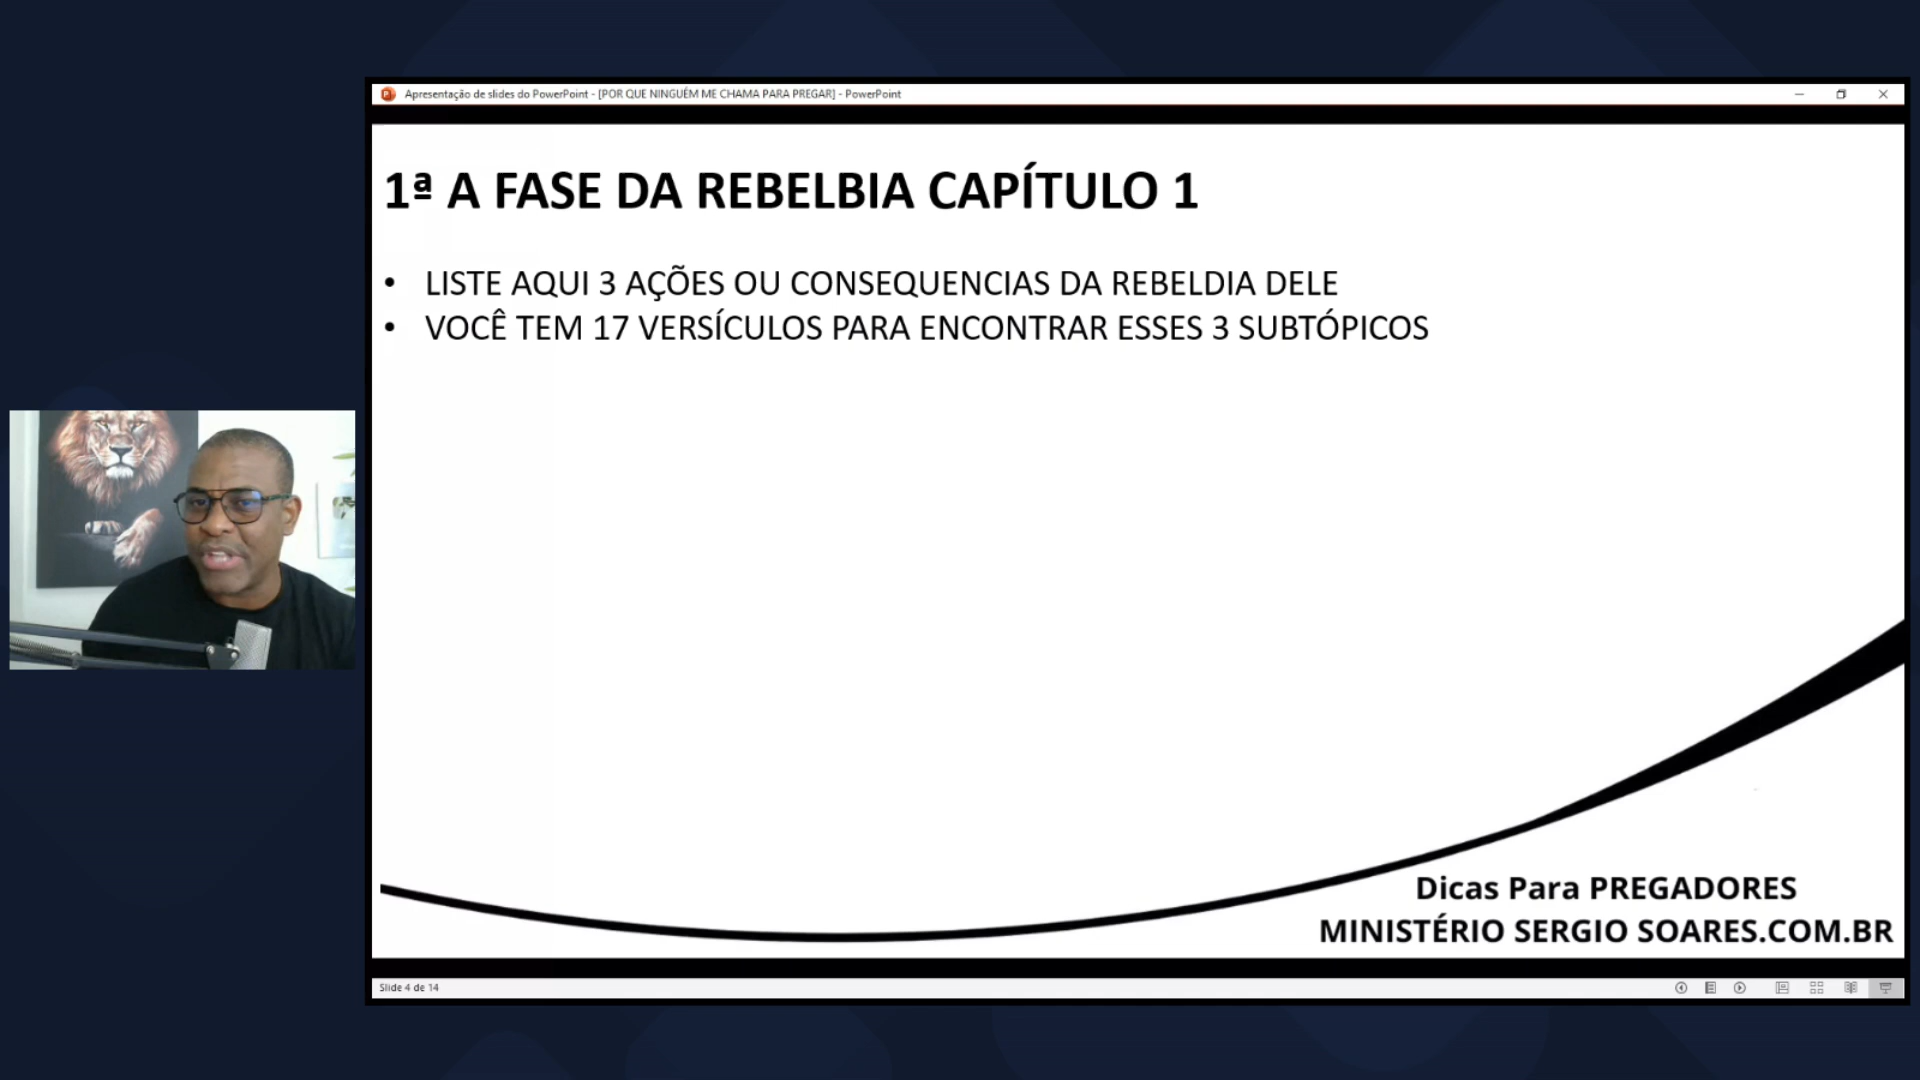 Apresentação de slides do PowerPoint - [POR QUE NINGUÉM ME CHAMA PARA PREGAR] - PowerPoint
1ª A FASE DA REBELBIA CAPÍTULO 1
• LISTE AQUI 3 AÇÕES OU CONSEQUENCIAS DA REBELDIA DELE
• VOCÊ TEM 17 VERSÍCULOS PARA ENCONTRAR ESSES 3 SUBTÓPICOS
Dicas Para PREGADORES
MINISTÉRIO SERGIO SOARES.COM.BR
Slide 4 de 14